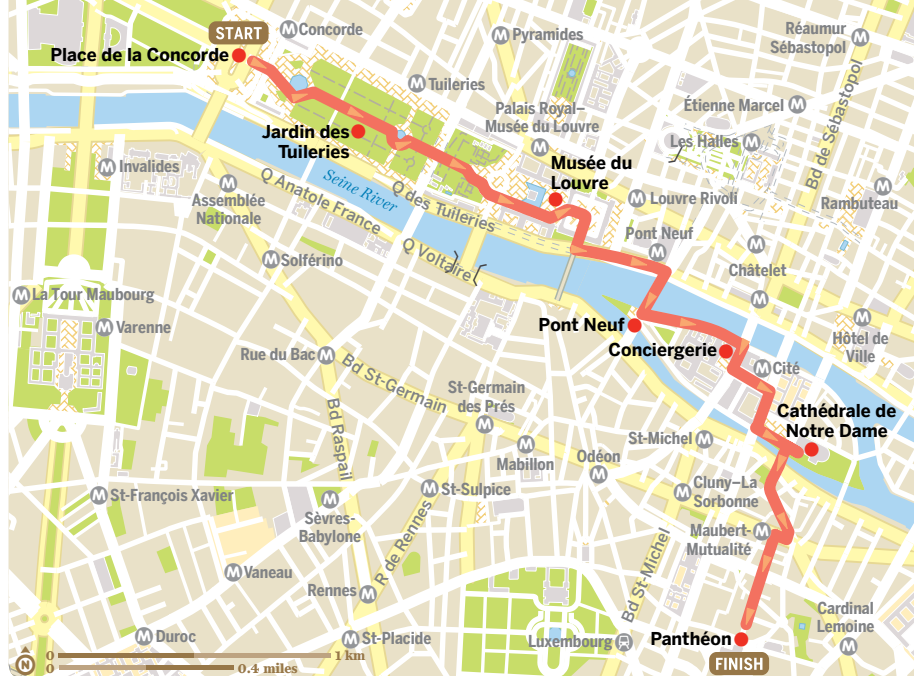 START
Concorde
Place de la Concorde
Pyramides
Réaumur
Sébastopol
Tuileries
Palais Royal–
Musée du Louvre
Étienne Marcel
Bd de Sébastopol
Jardin des
Tuileries
Les Halles
Invalides
Musée du
Louvre
Assemblée
Nationale
Q Anatole France
Seine River
Q des Tuileries
Louvre Rivoli
Rambuteau
Pont Neuf
Solférino
Q Voltaire
Châtelet
La Tour Maubourg
Varenne
Pont Neuf
Hôtel de
Ville
Conciergerie
Rue du Bac
Cité
Bd St-Germain
St-Germain
des Prés
Cathédrale de
Notre Dame
Bd Raspail
St-Michel
Mabillon
Odéon
Cluny–La
Sorbonne
St-François Xavier
St-Sulpice
Sèvres-
Babylone
Maubert-
Mutualité
R de Rennes
Bd St-Michel
Vaneau
Rennes
Cardinal
Lemoine
Duroc
St-Placide
Luxembourg
Panthéon
FINISH
N
0 1 km
0 0.4 miles